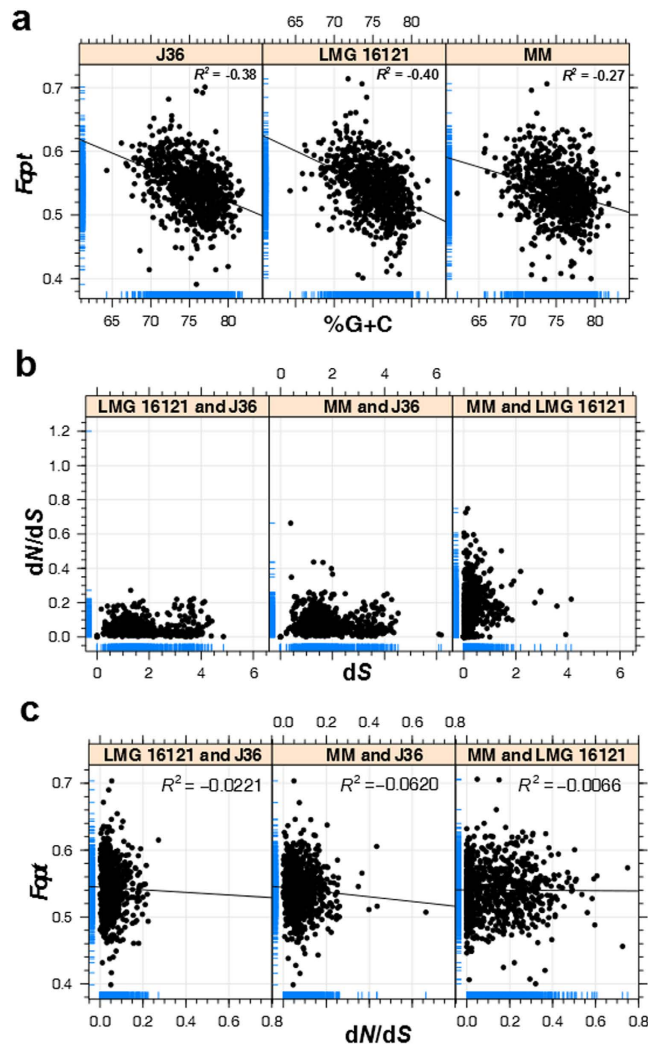 a
65 70 75 80
J36 LMG 16121 MM
R² = -0.38 R² = -0.40 R² = -0.27
0.7
0.6
0.5
0.4
Fopt
65 70 75 80 65 70 75 80
%G+C
b
0 2 4 6
LMG 16121 and J36 MM and J36 MM and LMG 16121
1.2
1.0
0.8
0.6
0.4
0.2
0.0
dN/dS
0 2 4 6 0 2 4 6
dS
c
0.0 0.2 0.4 0.6 0.8
LMG 16121 and J36 MM and J36 MM and LMG 16121
R² = −0.0221 R² = −0.0620 R² = −0.0066
0.7
0.6
0.5
0.4
Fopt
0.0 0.2 0.4 0.6 0.8 0.0 0.2 0.4 0.6 0.8
dN/dS